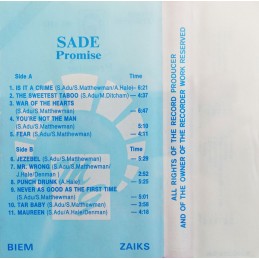 SADE
Promise
Side A Time
1. IS IT A CRIME (S.Adu/S.Matthewman/A.Hale)- 6:21
2. THE SWEETEST TABOO (S.Adu/M.Ditcham)- 4:37
3. WAR OF THE HEARTS
(S.Adu/S.Matthewman) — 6:47
4. YOU'RE NOT THE MAN
(S.Adu/S.Matthewman) 5:10
5. FEAR (S.Adu/S.Matthewman) — 4:11
Side B Time
6. JEZEBEL (S.Adu/S.Matthewman) — 5:29
7. MR. WRONG (S.Adu/S.Matthewman/
J.Hale/Denman) — 2:52
8. PUNCH DRUNK (A.Hale) — 5:25
9. NEVER AS GOOD AS THE FIRST TIME
(S.Adu/S.Matthewman) — 5:01
10. TAR BABY (S.Adu/S.Matthewman) — 3:58
11. MAUREEN (S.Adu/A.Hale/Denman) — 4:18
BIEM ZAIKS
ALL RIGHTS OF THE RECORD PRODUCER
AND OF THE OWNER OF THE RECORDER WORK RESERVED